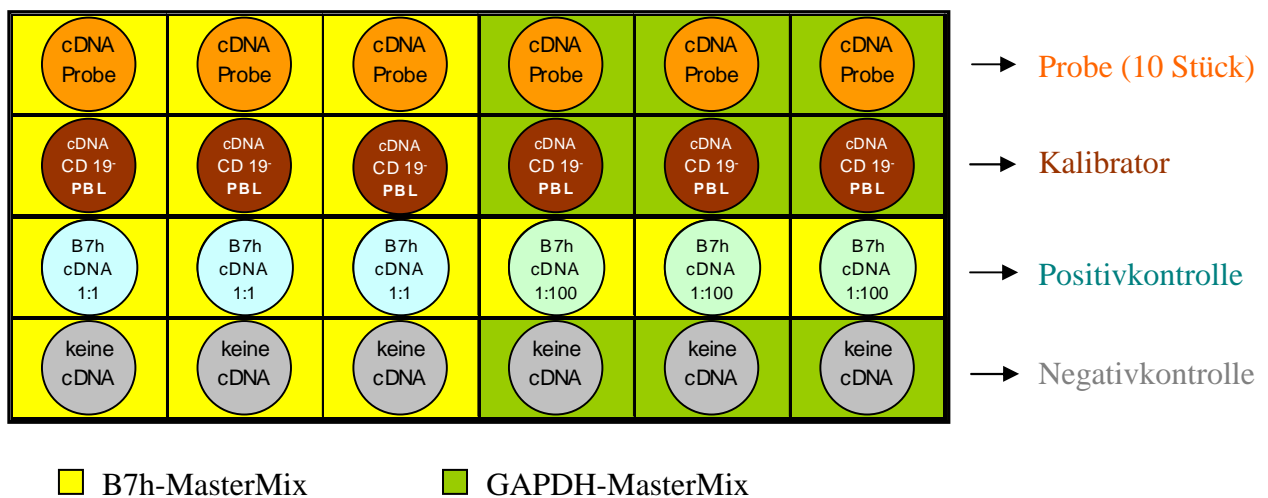 cDNA Probe cDNA Probe cDNA Probe cDNA Probe cDNA Probe cDNA Probe Probe (10 Stück)
cDNA CD 19- PBL cDNA CD 19- PBL cDNA CD 19- PBL cDNA CD 19- PBL cDNA CD 19- PBL cDNA CD 19- PBL Kalibrator
B7h cDNA 1:1 B7h cDNA 1:1 B7h cDNA 1:1 B7h cDNA 1:100 B7h cDNA 1:100 B7h cDNA 1:100 Positivkontrolle
keine cDNA keine cDNA keine cDNA keine cDNA keine cDNA keine cDNA Negativkontrolle
B7h-MasterMix GAPDH-MasterMix